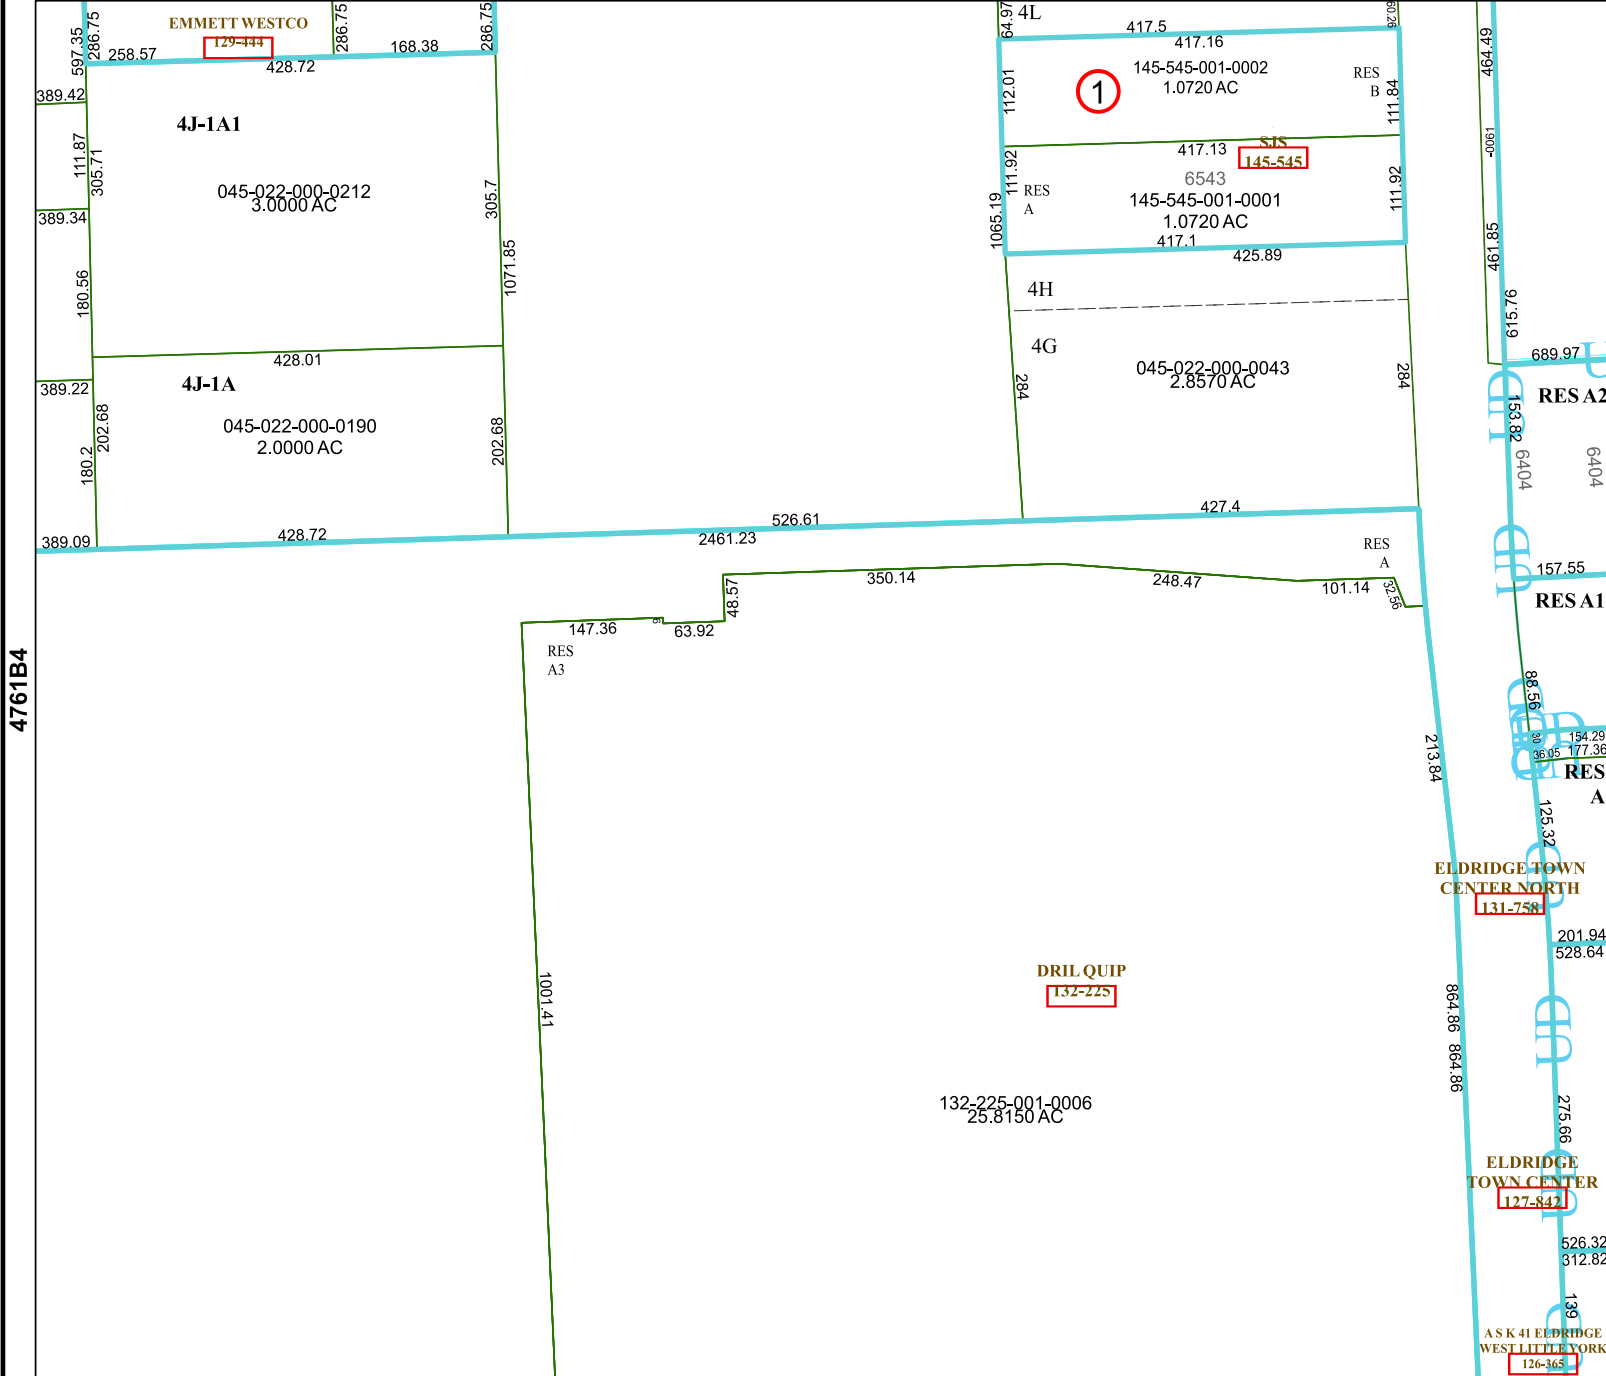 4761B4
597.35
286.75
EMMETT WESTCO
129-444
258.57
286.75
168.38
286.75
428.72
389.42
111.87
305.71
4J-1A1
045-022-000-0212
3.0000 AC
305.7
389.34
180.56
1071.85
428.01
389.22
4J-1A
045-022-000-0190
2.0000 AC
202.68
202.68
180.2
389.09
428.72
526.61
2461.23
427.4
64.97
4L
417.5
60.26
417.16
145-545-001-0002
1.0720 AC
RES
B
1
112.01
111.84
417.13
SJS
145-545
6543
111.92
RES
A
145-545-001-0001
1.0720 AC
111.92
1065.19
417.1
425.89
4H
4G
045-022-000-0043
2.8570 AC
284
284
464.49
-0061
461.85
615.76
689.97
RES A2
153.82
6404
6404
157.55
RES A1
88.56
30
154.29
36.05
177.36
RES
A
125.32
RES
A
350.14
248.47
101.14
32.56
48.57
147.36
63.92
RES
A3
213.84
ELDRIDGE TOWN
CENTER NORTH
131-758
201.94
528.64
DRIL QUIP
132-225
1001.41
864.86
864.86
132-225-001-0006
25.8150 AC
275.66
ELDRIDGE
TOWN CENTER
127-842
526.32
312.82
139
A S K 41 ELDRIDGE
WEST LITTLE YORK
126-365